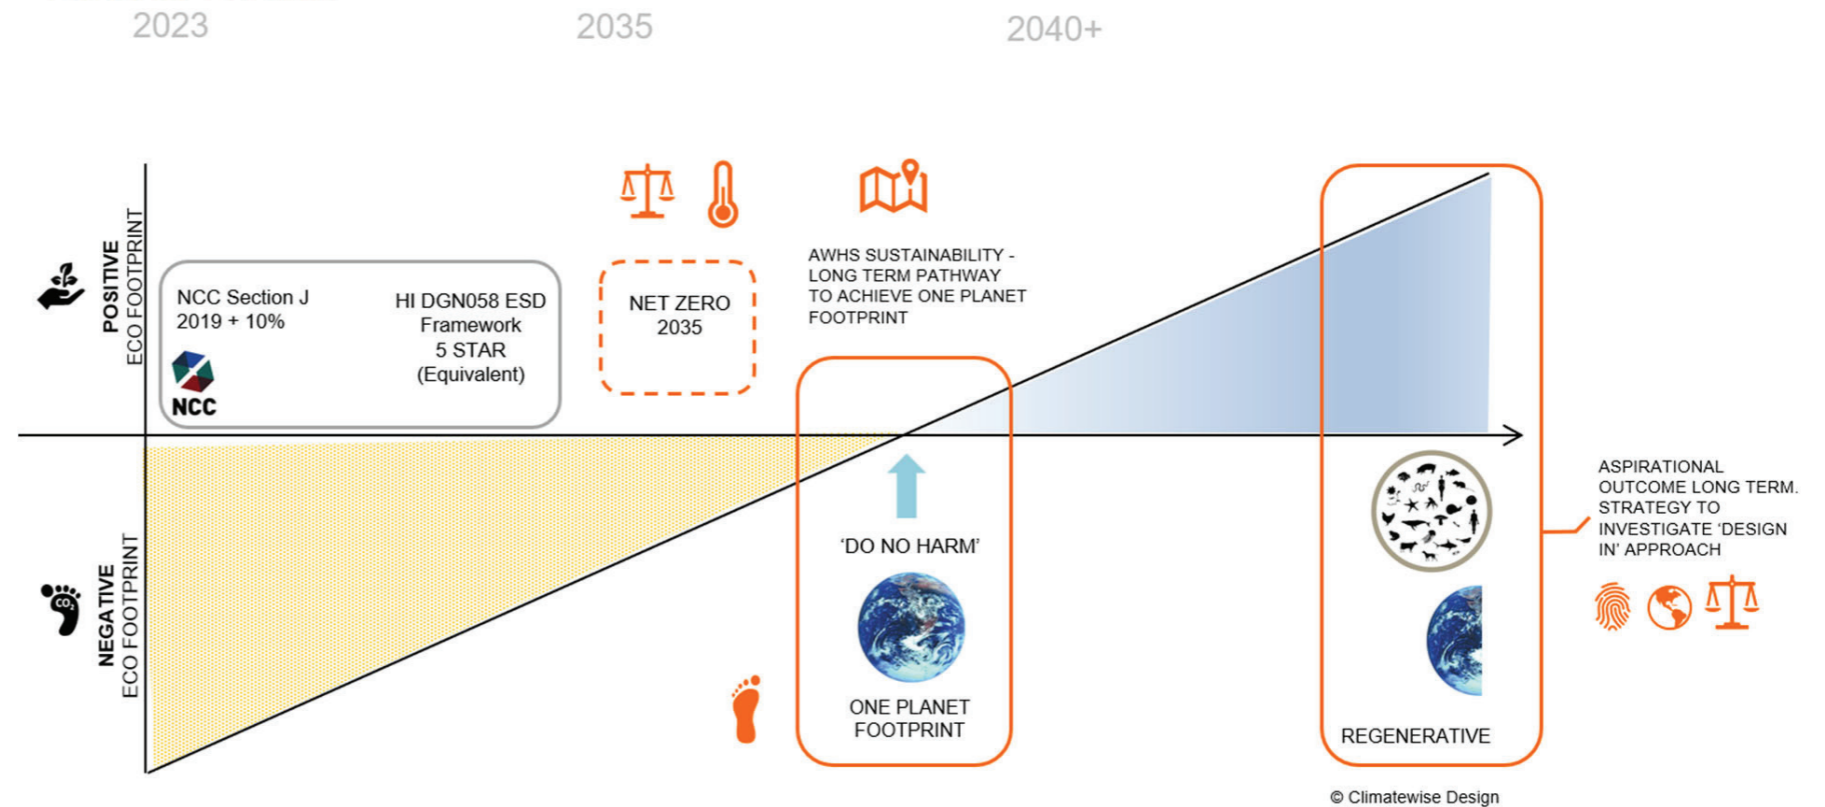 2023
2035
2040+
POSITIVE
ECO FOOTPRINT
NEGATIVE
ECO FOOTPRINT
CO2
NCC Section J
2019 + 10%
NCC
HI DGN058 ESD
Framework
5 STAR
(Equivalent)
NET ZERO
2035
AWHS SUSTAINABILITY -
LONG TERM PATHWAY
TO ACHIEVE ONE PLANET
FOOTPRINT
‘DO NO HARM’
ONE PLANET
FOOTPRINT
REGENERATIVE
ASPIRATIONAL
OUTCOME LONG TERM.
STRATEGY TO
INVESTIGATE ‘DESIGN
IN’ APPROACH
© Climatewise Design